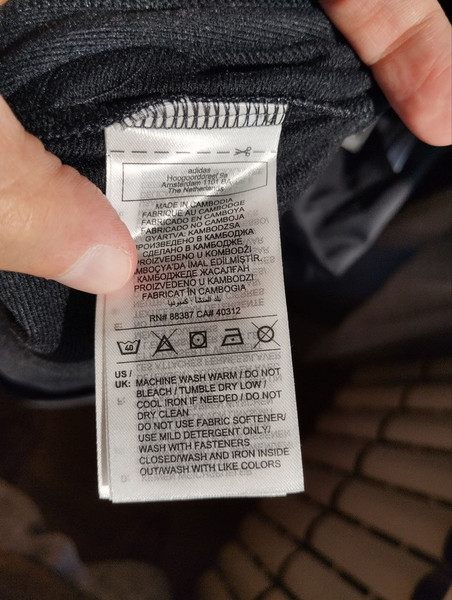 adidas
Hoogoorddreef 9a
Amsterdam 1101 BA
The Netherlands
MADE IN CAMBODIA
FABRIQUE AU CAMBODGE
FABRICADO EN CAMBOYA
FABRICADO NO CAMBOJA
GYÁRTVA: KAMBODZSA
ПРОИЗВЕДЕНО В КАМБОДЖА
СДЕЛАНО В КАМБОДЖЕ
PROIZVEDENO U KOMBODŽI
KAMBOÇYA'DA İMAL EDİLMİŞTİR.
КАМБОДЖЕДЕ ЖАСАЛҒАН
PROIZVEDENO U KAMBODŽI
FABRICAT ÎN CAMBOGIA
RN# 88387 CA# 40312
40
US / UK: MACHINE WASH WARM / DO NOT
BLEACH / TUMBLE DRY LOW /
COOL IRON IF NEEDED / DO NOT
DRY CLEAN
DO NOT USE FABRIC SOFTENER/
USE MILD DETERGENT ONLY/
WASH WITH FASTENERS
CLOSED/WASH AND IRON INSIDE
OUT/WASH WITH LIKE COLORS